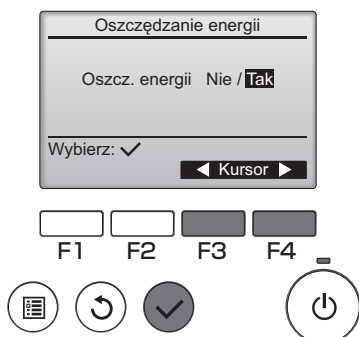 Oszczędzanie energii
Oszcz. energii Nie / Tak
Wybierz: ✓
◀ Kursor ▶
F1 F2 F3 F4